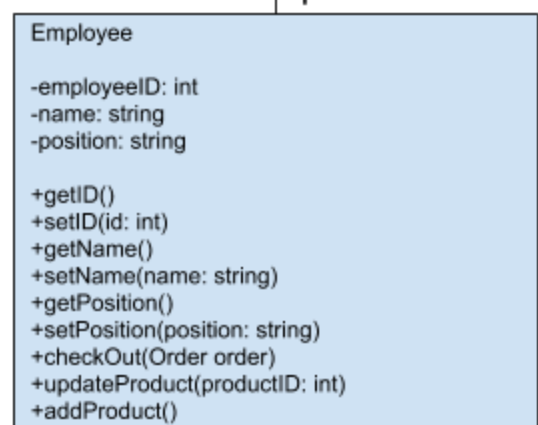 Employee
-employeeID: int
-name: string
-position: string
+getID()
+setID(id: int)
+getName()
+setName(name: string)
+getPosition()
+setPosition(position: string)
+checkOut(Order order)
+updateProduct(productID: int)
+addProduct()